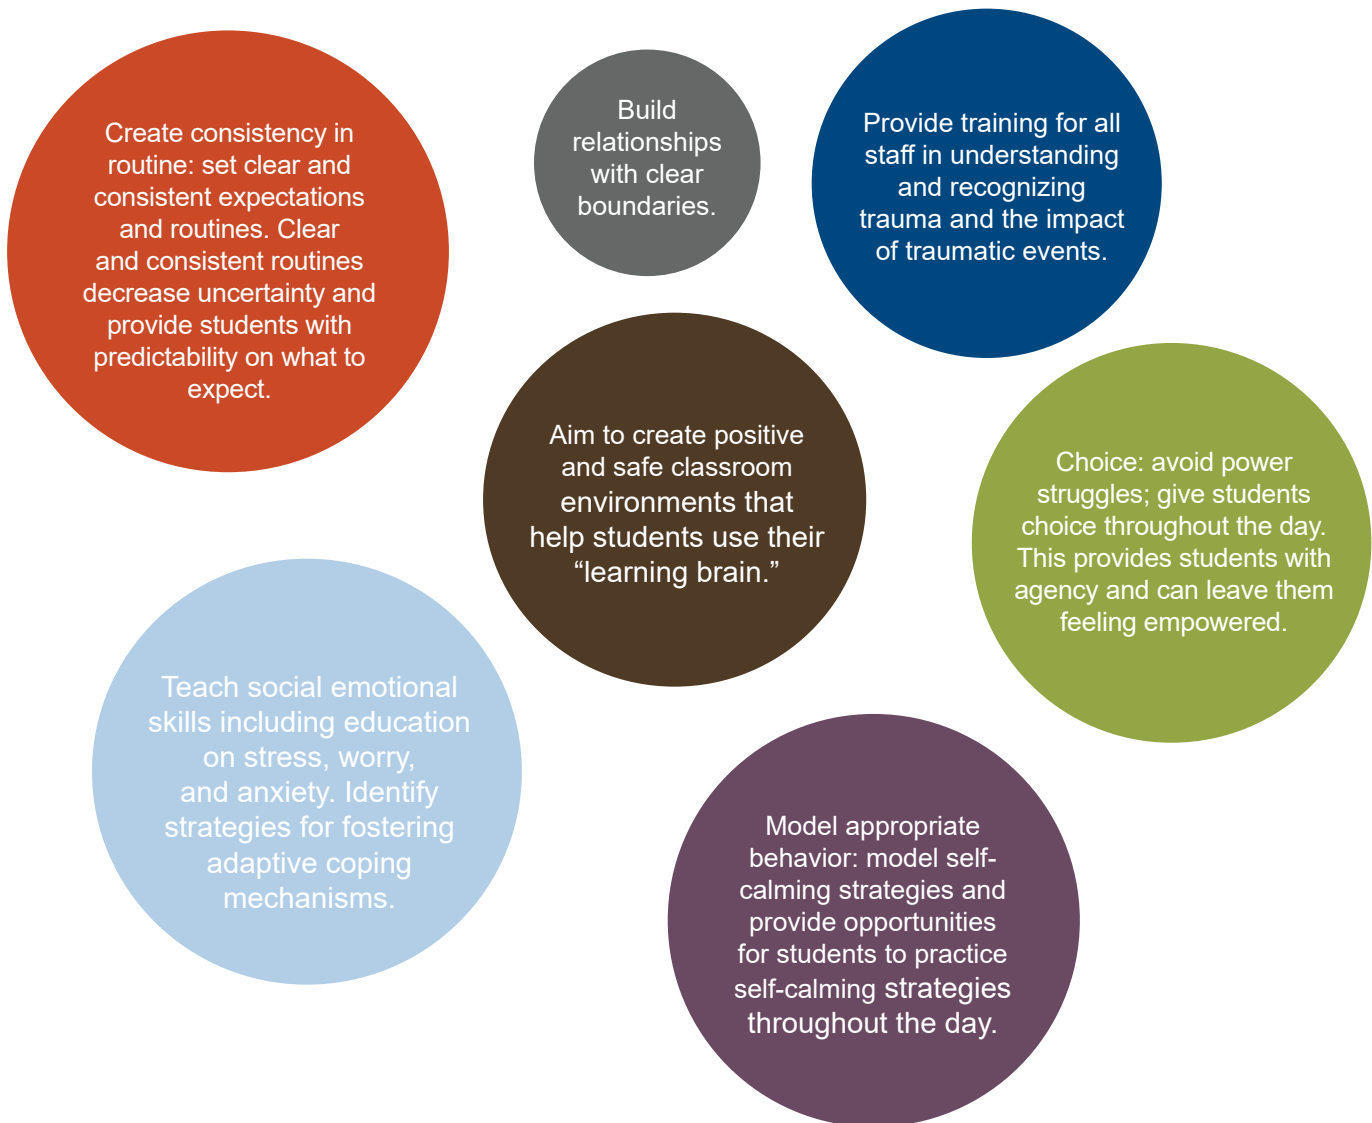 Create consistency in
routine: set clear and
consistent expectations
and routines. Clear
and consistent routines
decrease uncertainty and
provide students with
predictability on what to
expect.
Build
relationships
with clear
boundaries.
Provide training for all
staff in understanding
and recognizing
trauma and the impact
of traumatic events.
Aim to create positive
and safe classroom
environments that
help students use their
“learning brain.”
Choice: avoid power
struggles; give students
choice throughout the day.
This provides students with
agency and can leave them
feeling empowered.
Teach social emotional
skills including education
on stress, worry,
and anxiety. Identify
strategies for fostering
adaptive coping
mechanisms.
Model appropriate
behavior: model self-
calming strategies and
provide opportunities
for students to practice
self-calming strategies
throughout the day.